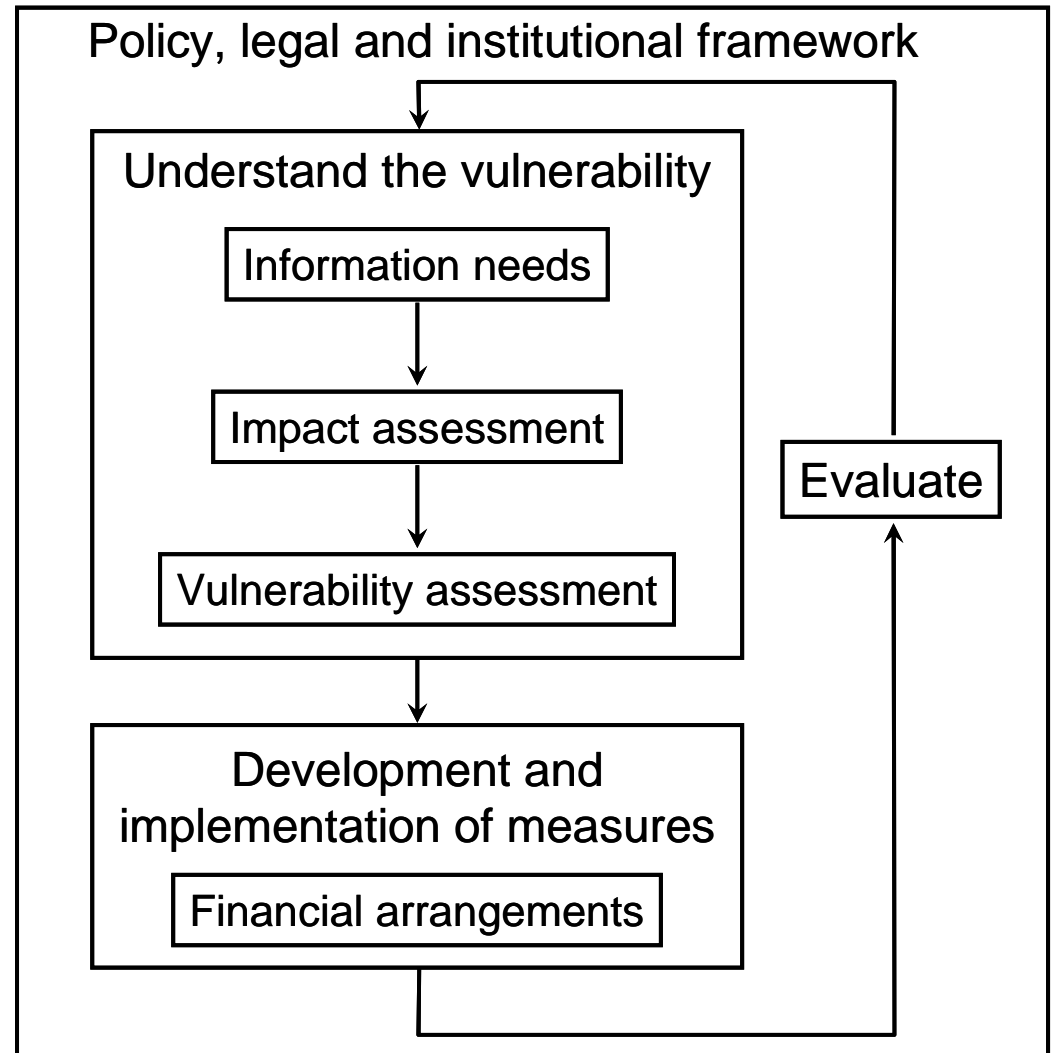 Policy, legal and institutional framework
Understand the vulnerability
Information needs
Impact assessment
Vulnerability assessment
Evaluate
Development and
implementation of measures
Financial arrangements